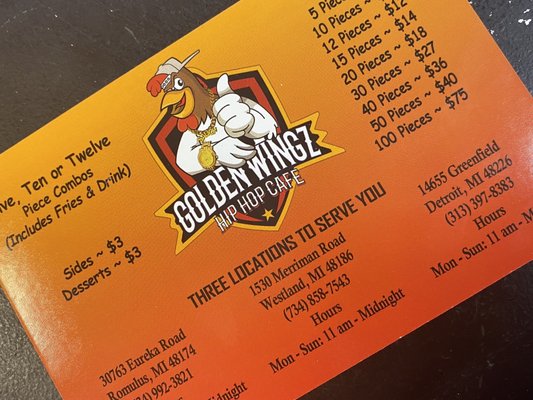 ve, Ten or Twelve
Piece Combos
(Includes Fries & Drink)
Sides ~ $3
Desserts ~ $3
GOLDEN WINGZ
HIP HOP CAFE
5 Pieces ~
10 Pieces ~
12 Pieces ~ $12
15 Pieces ~ $14
20 Pieces ~ $18
30 Pieces ~ $27
40 Pieces ~ $36
50 Pieces ~ $40
100 Pieces ~ $75
THREE LOCATIONS TO SERVE YOU
30763 Eureka Road
Romulus, MI 48174
992-3821
dnight
1530 Merriman Road
Westland, MI 48186
(734) 858-7543
Hours
Mon - Sun: 11 am - Midnight
14655 Greenfield
Detroit, MI 48226
(313) 397-8383
Hours
Mon - Sun: 11 am - M